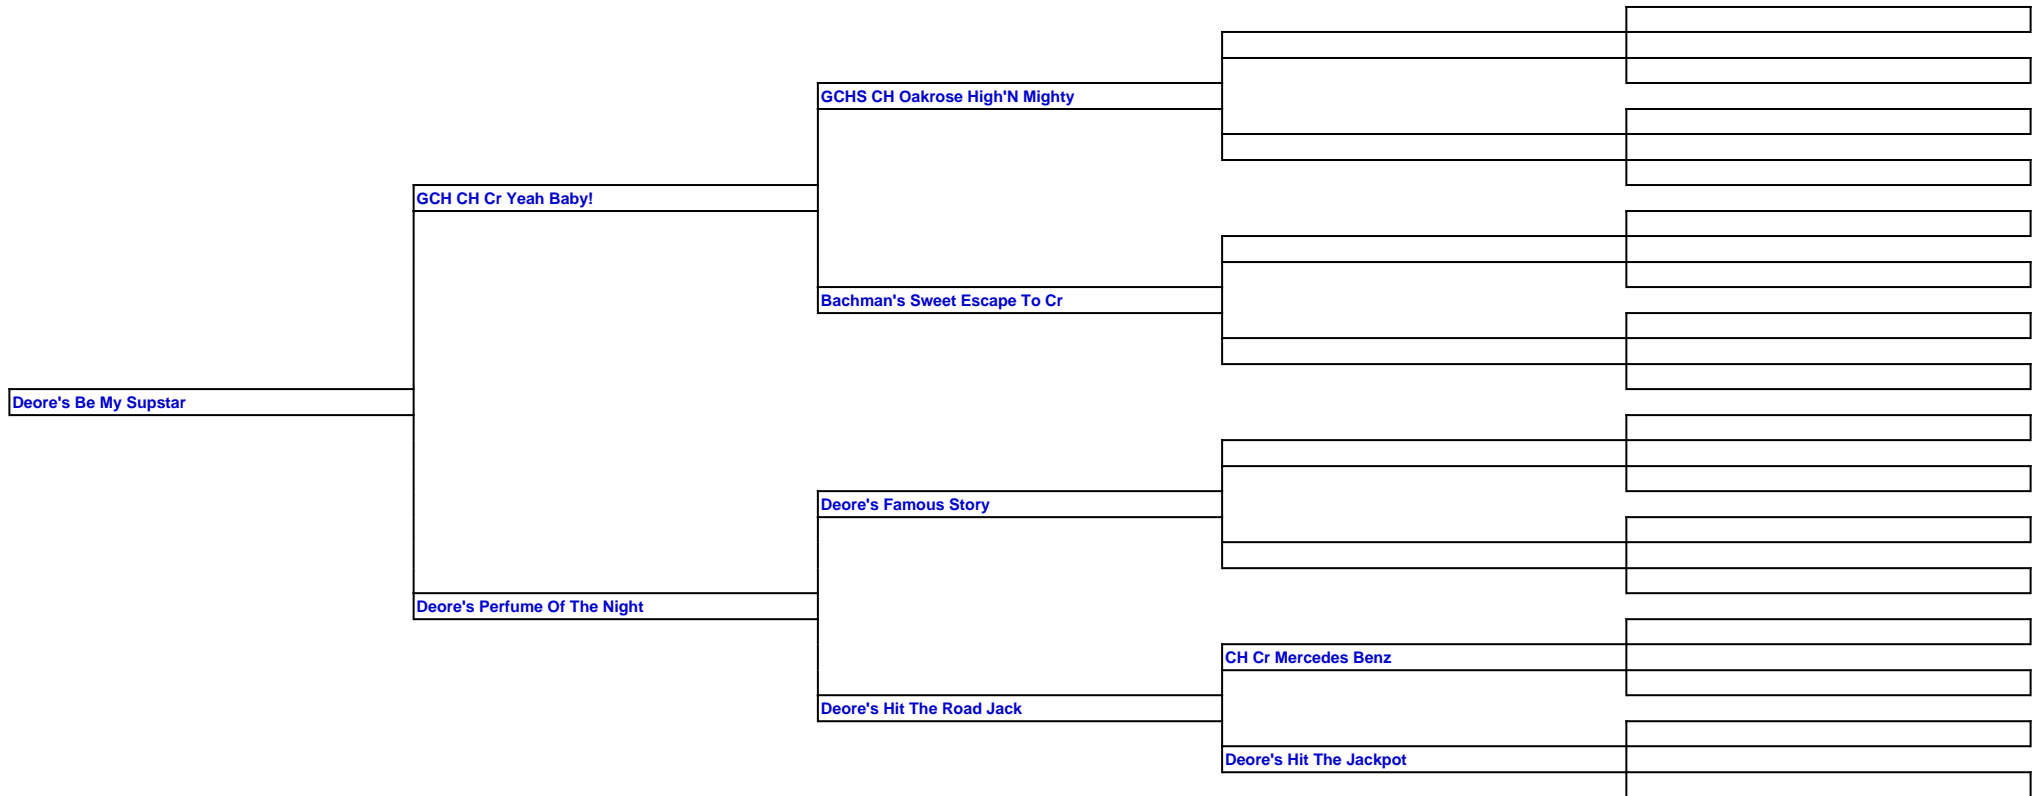 GCHS CH Oakrose High'N Mighty
GCH CH Cr Yeah Baby!
Bachman's Sweet Escape To Cr
Deore's Be My Supstar
Deore's Famous Story
Deore's Perfume Of The Night
CH Cr Mercedes Benz
Deore's Hit The Road Jack
Deore's Hit The Jackpot